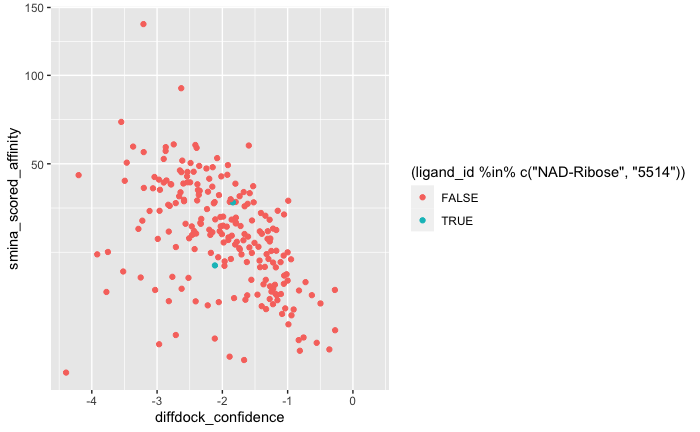 150
100
50
smina_scored_affinity
-4 -3 -2 -1 0
diffdock_confidence
(ligand_id %in% c("NAD-Ribose", "5514"))
FALSE
TRUE